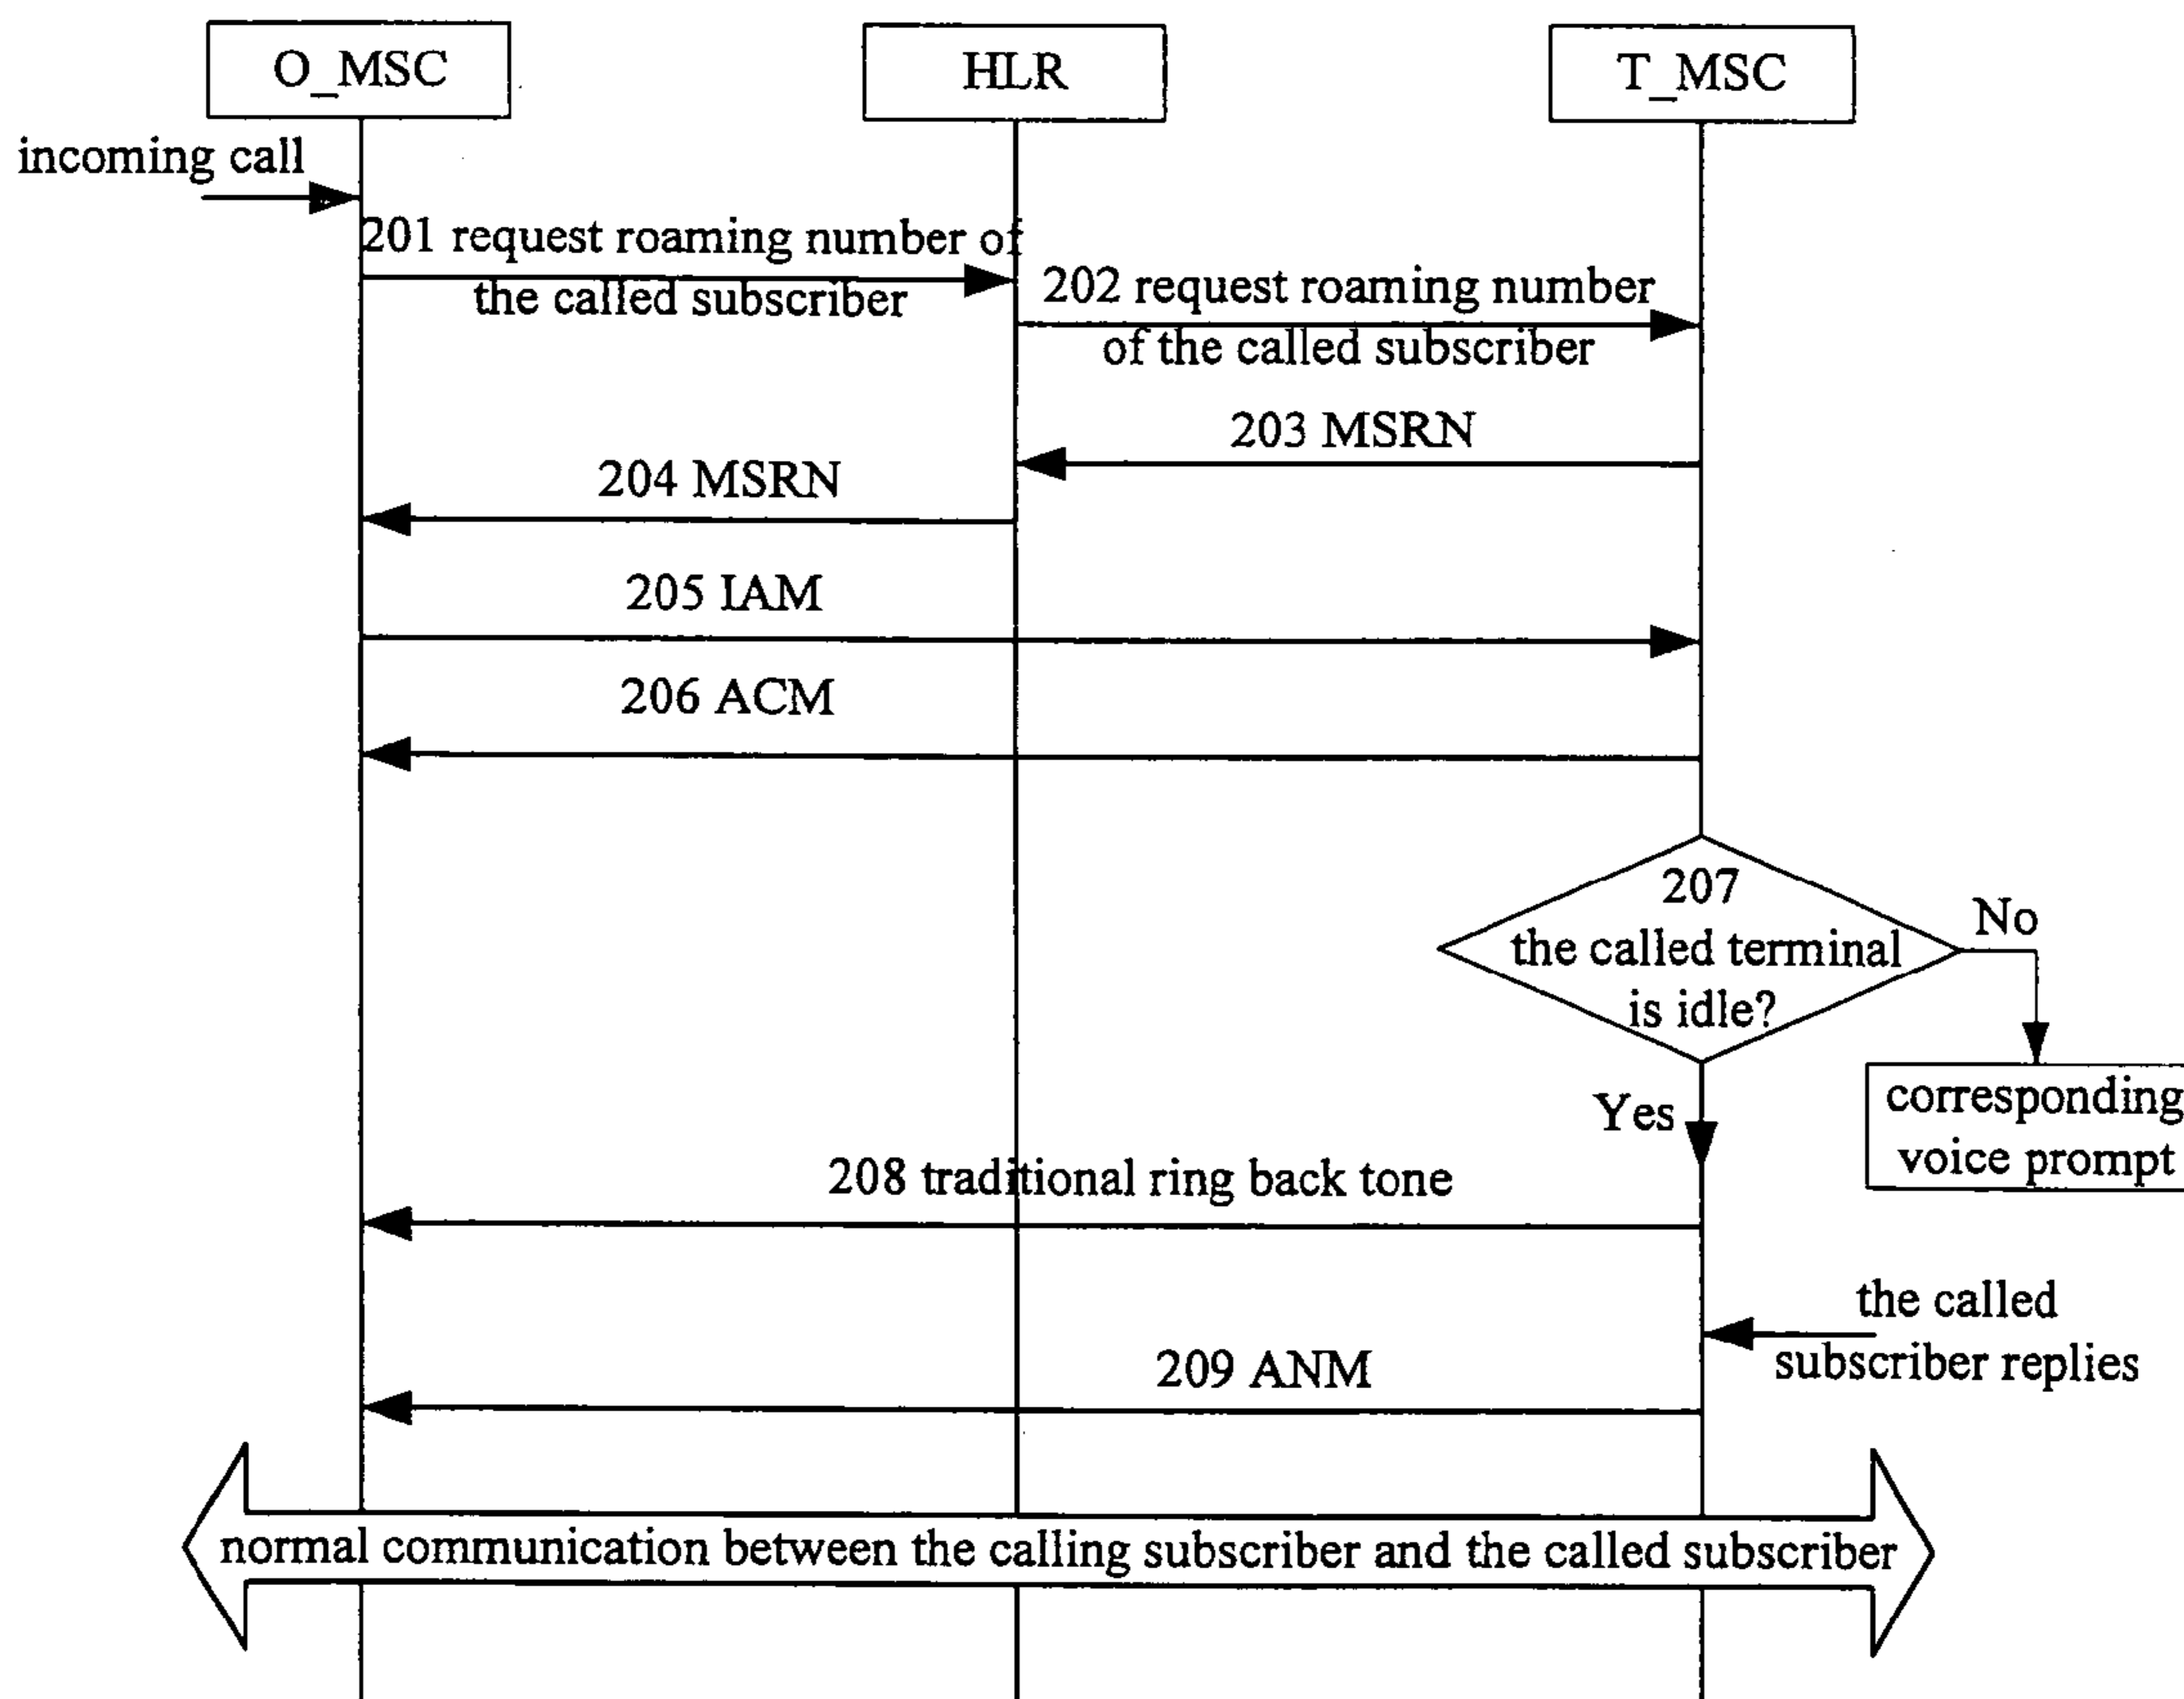 O_MSC
HLR
T_MSC
incoming call
201 request roaming number of
the called subscriber
202 request roaming number
of the called subscriber
203 MSRN
204 MSRN
205 IAM
206 ACM
207
the called terminal
is idle?
No
Yes
corresponding
voice prompt
208 traditional ring back tone
the called
subscriber replies
209 ANM
normal communication between the calling subscriber and the called subscriber